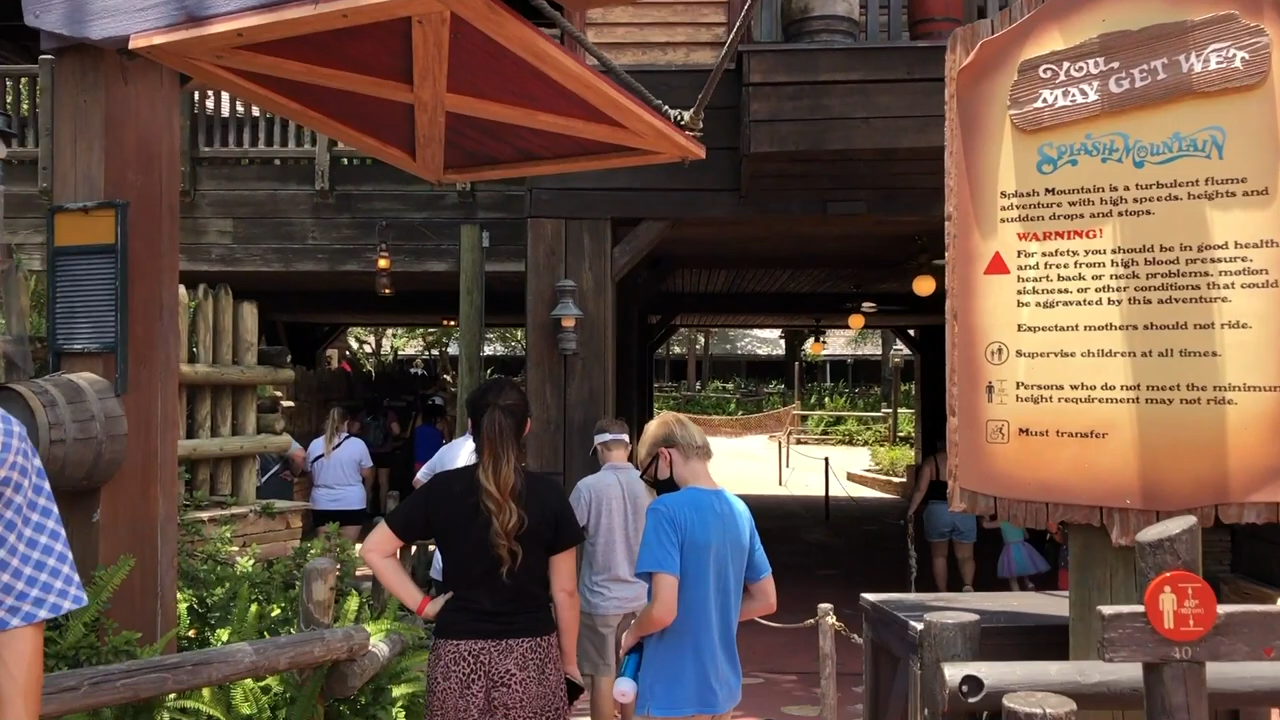 You
MAY GET WET
SPLASH MOUNTAIN
Splash Mountain is a turbulent flume
adventure with high speeds, heights and
sudden drops and stops.
WARNING!
For safety, you should be in good health
and free from high blood pressure,
heart, back or neck problems, motion
sickness, or other conditions that could
be aggravated by this adventure.
Expectant mothers should not ride.
Supervise children at all times.
Persons who do not meet the minimum
height requirement may not ride.
Must transfer
40"
(102 cm)
40"